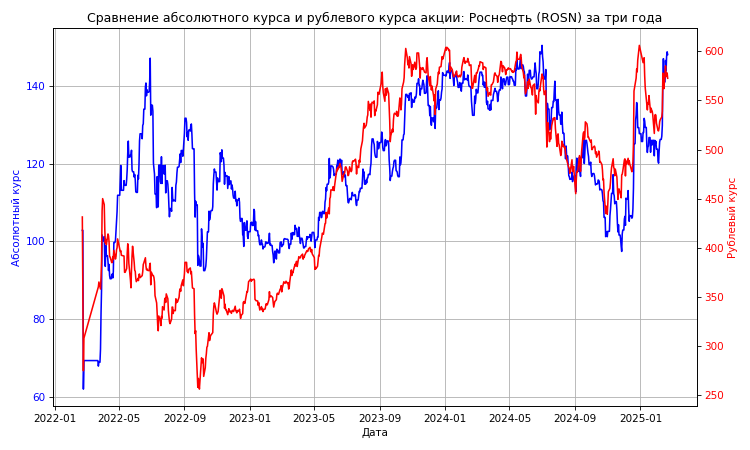 Сравнение абсолютного курса и рублевого курса акции: Роснефть (ROSN) за три года
Абсолютный курс
140
120
100
80
60
Рублевый курс
600
550
500
450
400
350
300
250
2022-01 2022-05 2022-09 2023-01 2023-05 2023-09 2024-01 2024-05 2024-09 2025-01
Дата